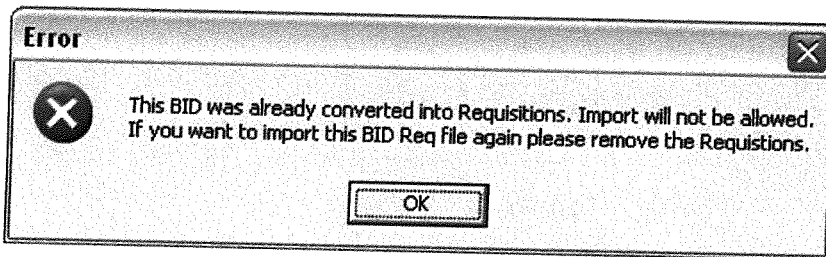 Error
This BID was already converted into Requisitions. Import will not be allowed.
If you want to import this BID Req file again please remove the Requistions.
OK